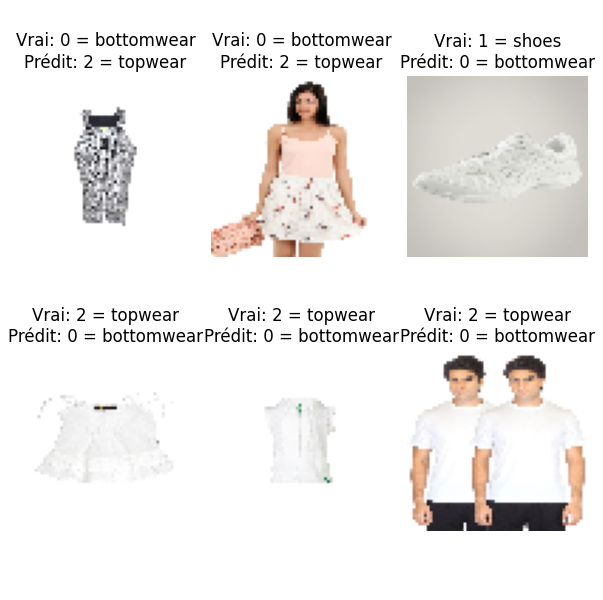 Vrai: 0 = bottomwear
Prédit: 2 = topwear
Vrai: 0 = bottomwear
Prédit: 2 = topwear
Vrai: 1 = shoes
Prédit: 0 = bottomwear
Vrai: 2 = topwear
Prédit: 0 = bottomwear
Vrai: 2 = topwear
Prédit: 0 = bottomwear
Vrai: 2 = topwear
Prédit: 0 = bottomwear